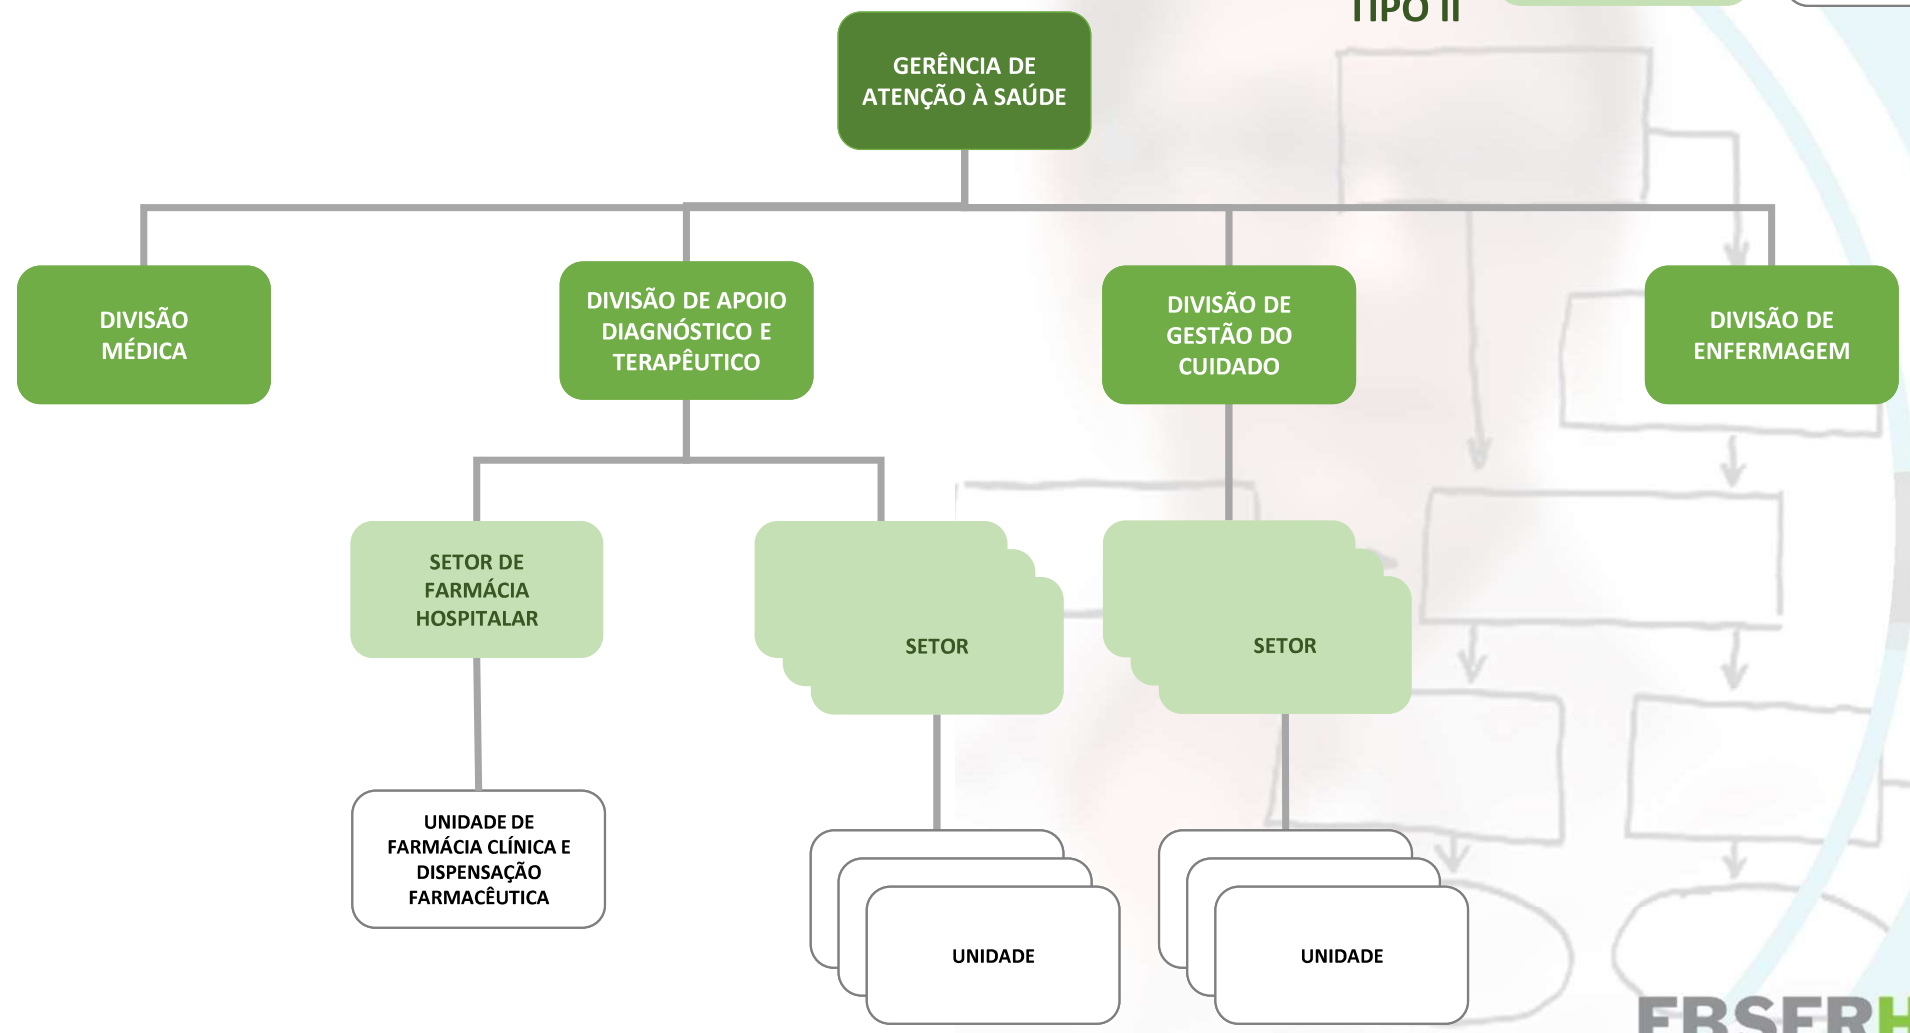 TIPO II
GERÊNCIA DE
ATENÇÃO À SAÚDE
DIVISÃO
MÉDICA
DIVISÃO DE APOIO
DIAGNÓSTICO E
TERAPÊUTICO
DIVISÃO DE
GESTÃO DO
CUIDADO
DIVISÃO DE
ENFERMAGEM
SETOR DE
FARMÁCIA
HOSPITALAR
SETOR
SETOR
UNIDADE DE
FARMÁCIA CLÍNICA E
DISPENSAÇÃO
FARMACÊUTICA
UNIDADE
UNIDADE
EBSERH